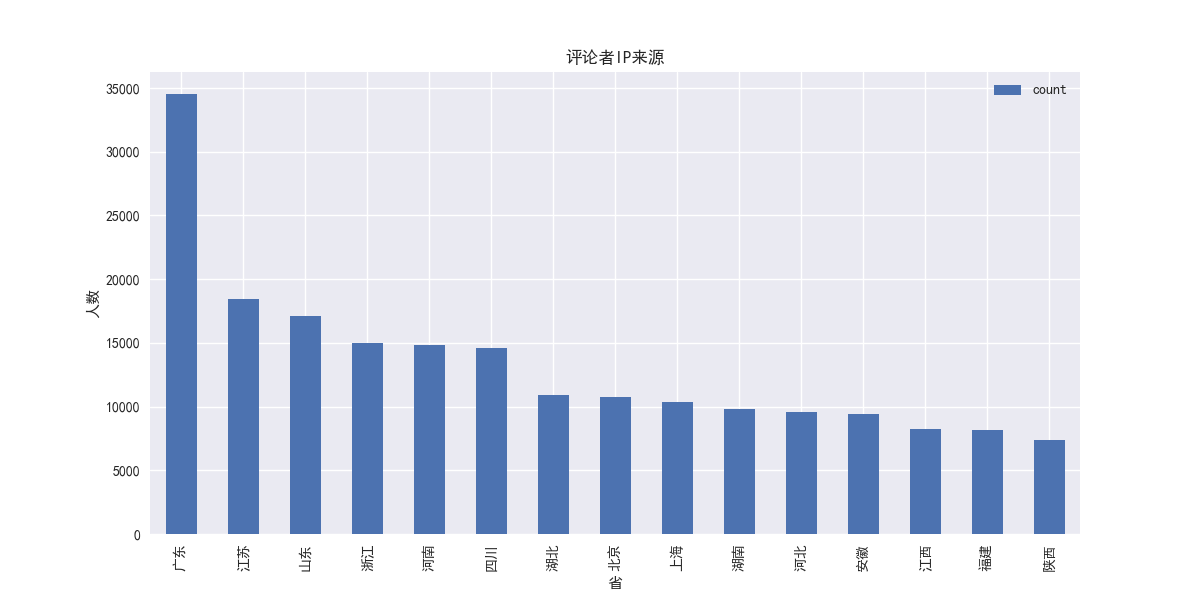 评论者IP来源
count
人数
35000
30000
25000
20000
15000
10000
5000
0
广东
江苏
山东
浙江
河南
四川
湖北
北京
上海
湖南
河北
安徽
江西
福建
陕西
省